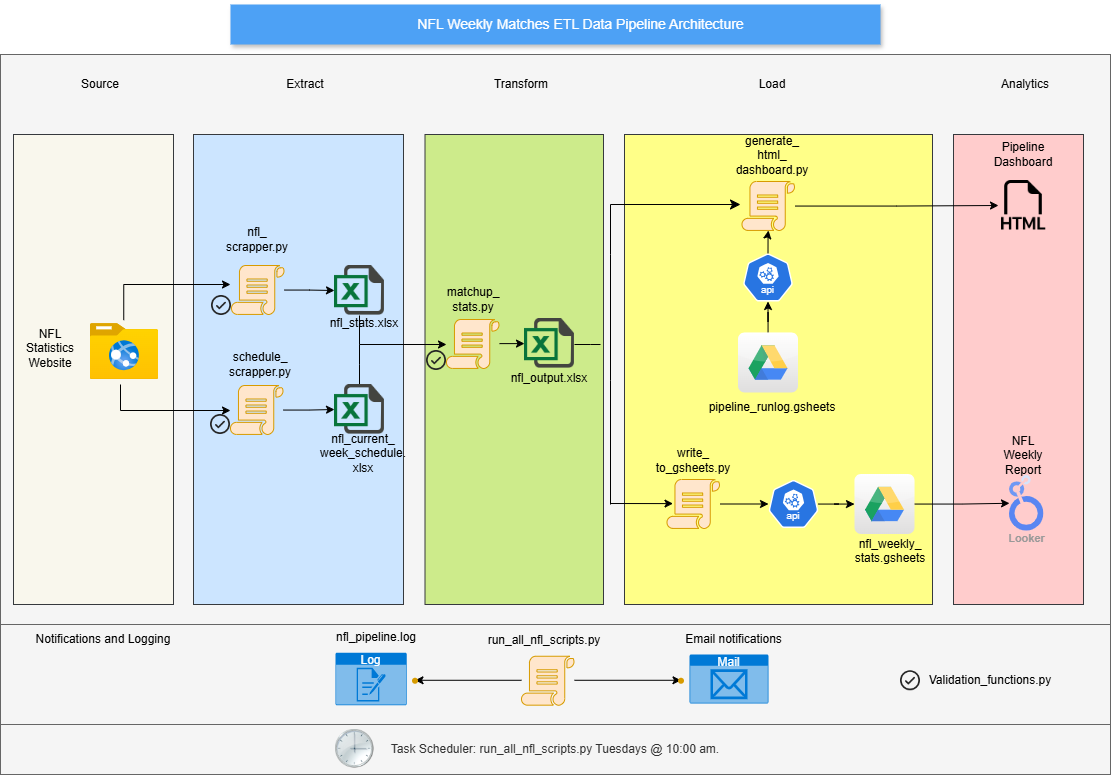 NFL Weekly Matches ETL Data Pipeline Architecture
Source
Extract
Transform
Load
Analytics
NFL
Statistics
Website
nfl_
scrapper.py
nfl_stats.xlsx
schedule_
scrapper.py
nfl_current_
week_schedule.
xlsx
matchup_
stats.py
nfl_output.xlsx
generate_
html_
dashboard.py
api
pipeline_runlog.gsheets
write_
to_gsheets.py
api
nfl_weekly_
stats.gsheets
Pipeline
Dashboard
HTML
NFL
Weekly
Report
Looker
Notifications and Logging
nfl_pipeline.log
Log
run_all_nfl_scripts.py
Email notifications
Mail
Validation_functions.py
Task Scheduler: run_all_nfl_scripts.py Tuesdays @ 10:00 am.